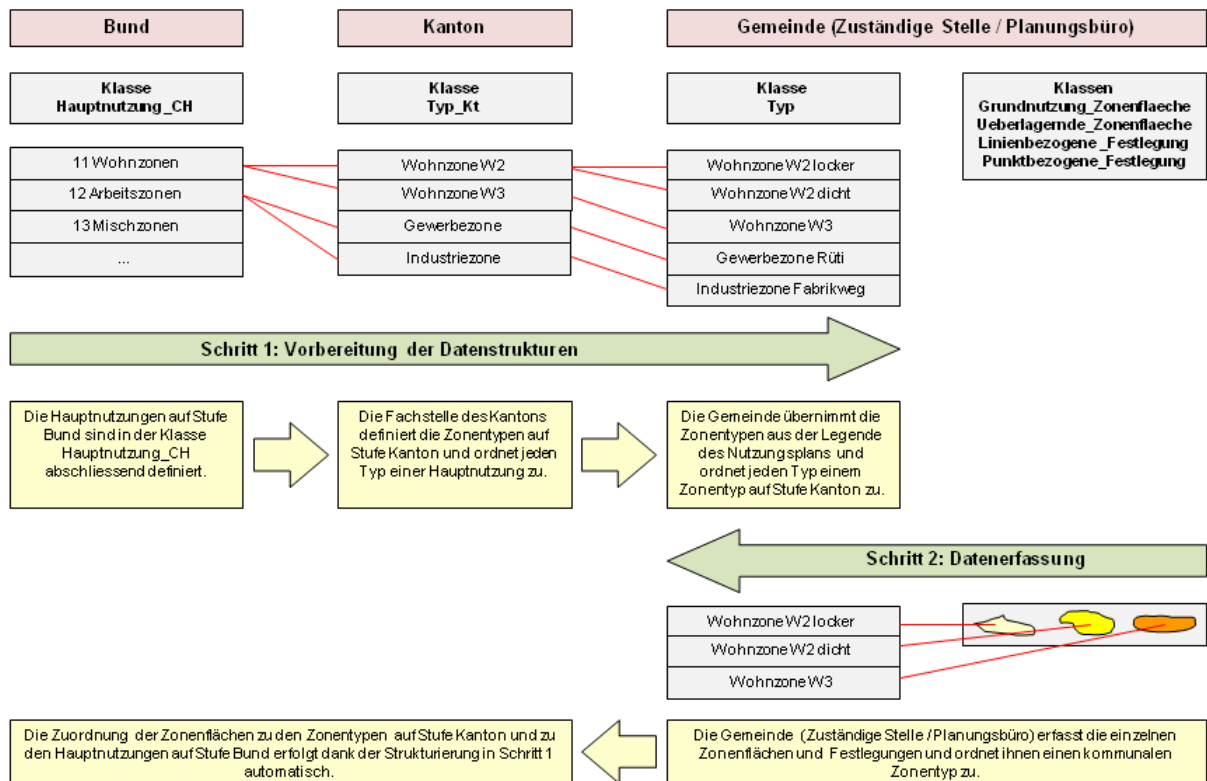 Bund
Kanton
Gemeinde (Zuständige Stelle / Planungsbüro)
Klasse
Hauptnutzung_CH
Klasse
Typ_Kt
Klasse
Typ
Klassen
Grundnutzung_Zonenflaeche
Ueberlagernde_Zonenflaeche
Linienbezogene_Festlegung
Punktbezogene_Festlegung
11 Wohnzonen
12 Arbeitszonen
13 Mischzonen
...
Wohnzone W2
Wohnzone W3
Gewerbezone
Industriezone
Wohnzone W2 locker
Wohnzone W2 dicht
Wohnzone W3
Gewerbezone Rüti
Industriezone Fabrikweg
Schritt 1: Vorbereitung der Datenstrukturen
Die Hauptnutzungen auf Stufe
Bund sind in der Klasse
Hauptnutzung_CH
abschliessend definiert.
Die Fachstelle des Kantons
definiert die Zonentypen auf
Stufe Kanton und ordnet jeden
Typ einer Hauptnutzung zu.
Die Gemeinde übernimmt die
Zonentypen aus der Legende
des Nutzungsplans und
ordnet jeden Typ einem
Zonentyp auf Stufe Kanton zu.
Schritt 2: Datenerfassung
Wohnzone W2 locker
Wohnzone W2 dicht
Wohnzone W3
Die Zuordnung der Zonenflächen zu den Zonentypen auf Stufe Kanton und zu
den Hauptnutzungen auf Stufe Bund erfolgt dank der Strukturierung in Schritt 1
automatisch.
Die Gemeinde (Zuständige Stelle / Planungsbüro) erfasst die einzelnen
Zonenflächen und Festlegungen und ordnet ihnen einen kommunalen
Zonentyp zu.